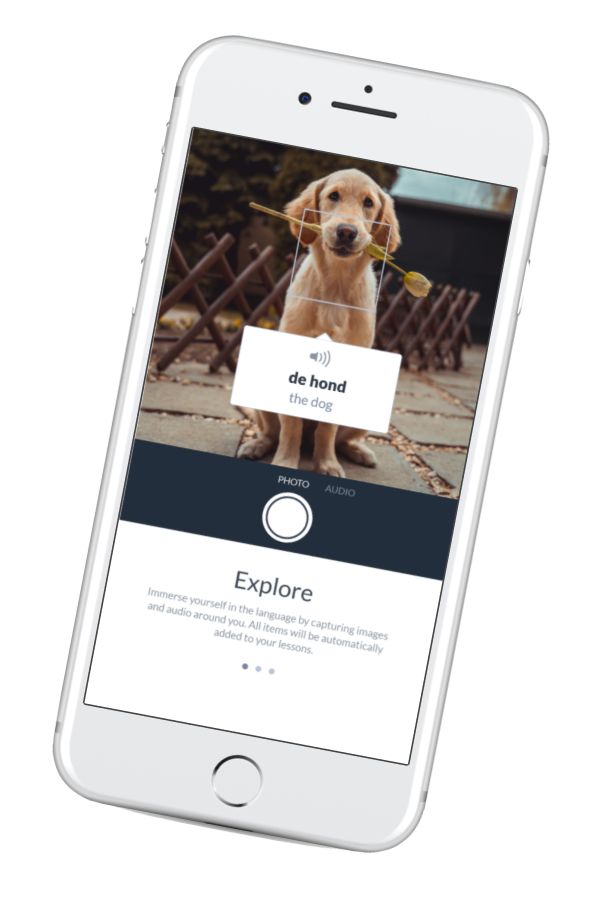 de hond
the dog
PHOTO AUDIO
Explore
Immerse yourself in the language by capturing images
and audio around you. All items will be automatically
added to your lessons.